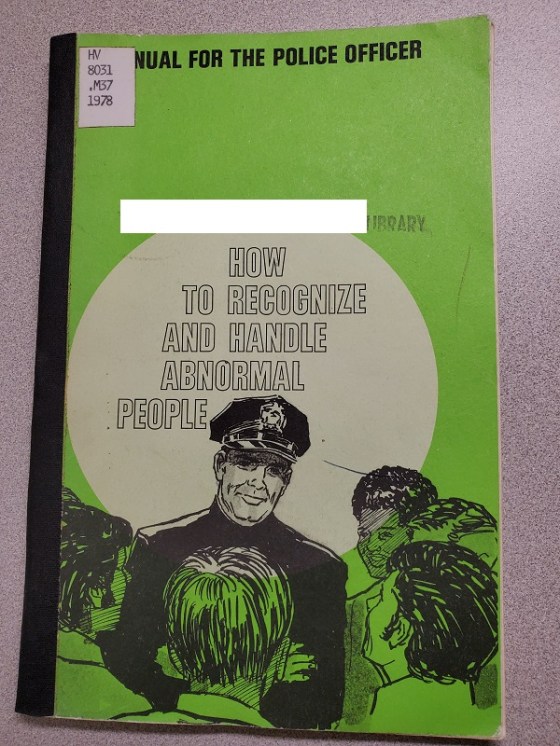 HV
8031
.M37
1978
NUAL FOR THE POLICE OFFICER
LIBRARY
HOW
TO RECOGNIZE
AND HANDLE
ABNORMAL
PEOPLE